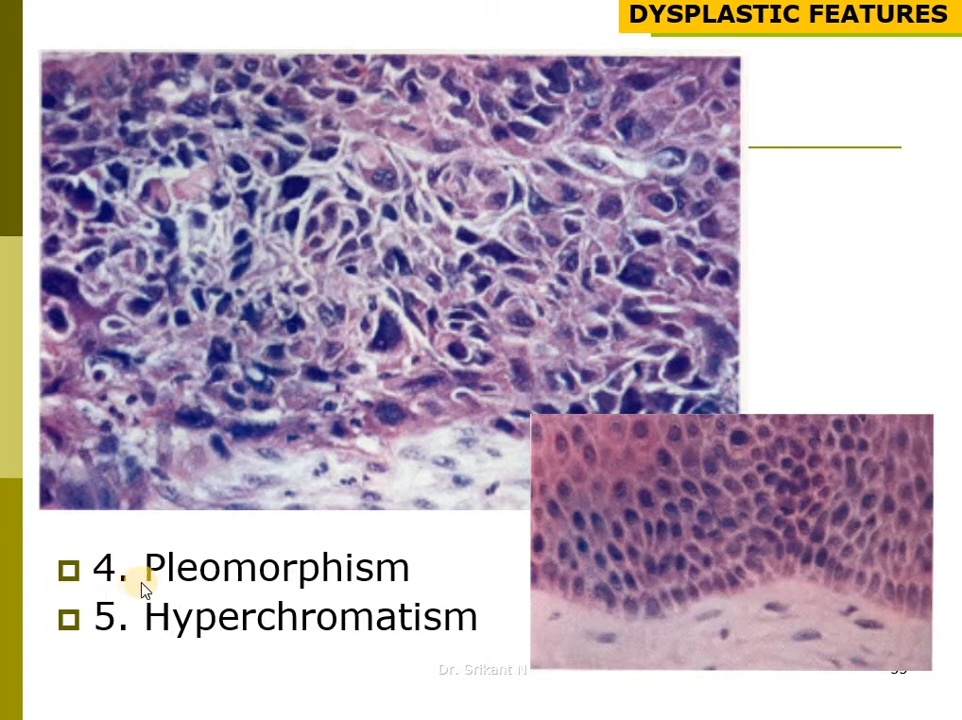 DYSPLASTIC FEATURES
4. Pleomorphism
5. Hyperchromatism
Dr. Srikant N